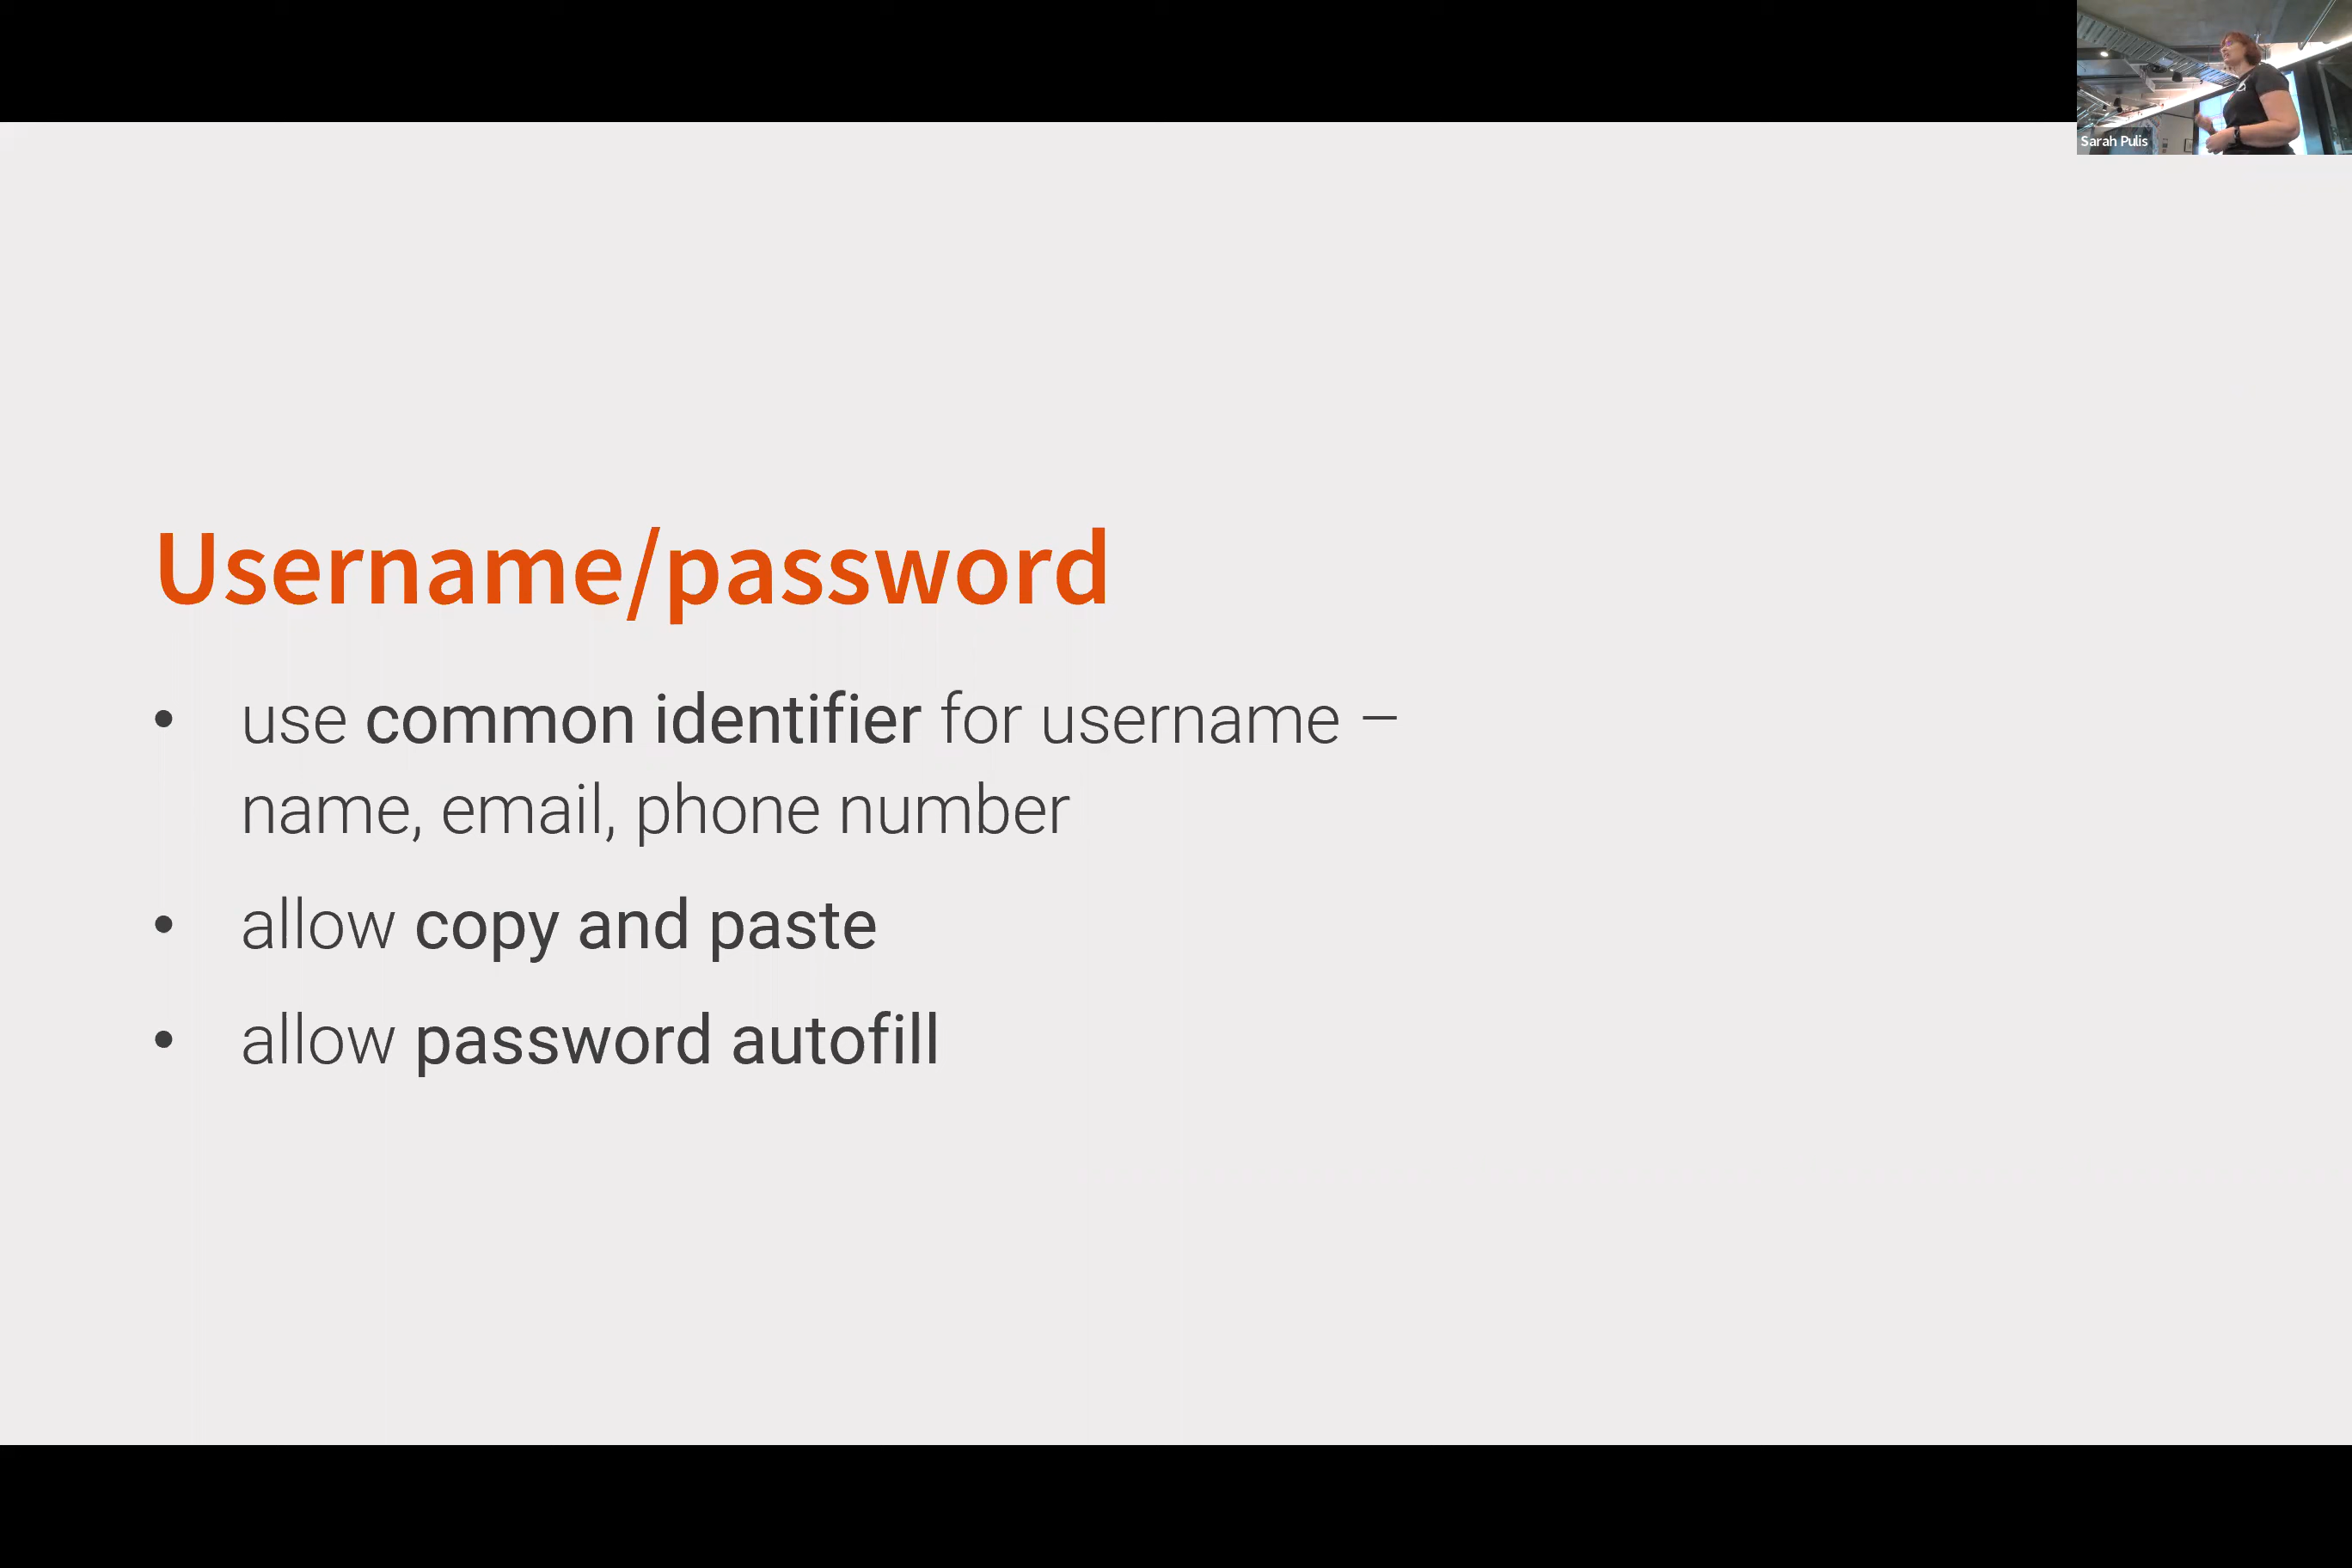 Sarah Pulis
Username/password
• use common identifier for username –
name, email, phone number
• allow copy and paste
• allow password autofill